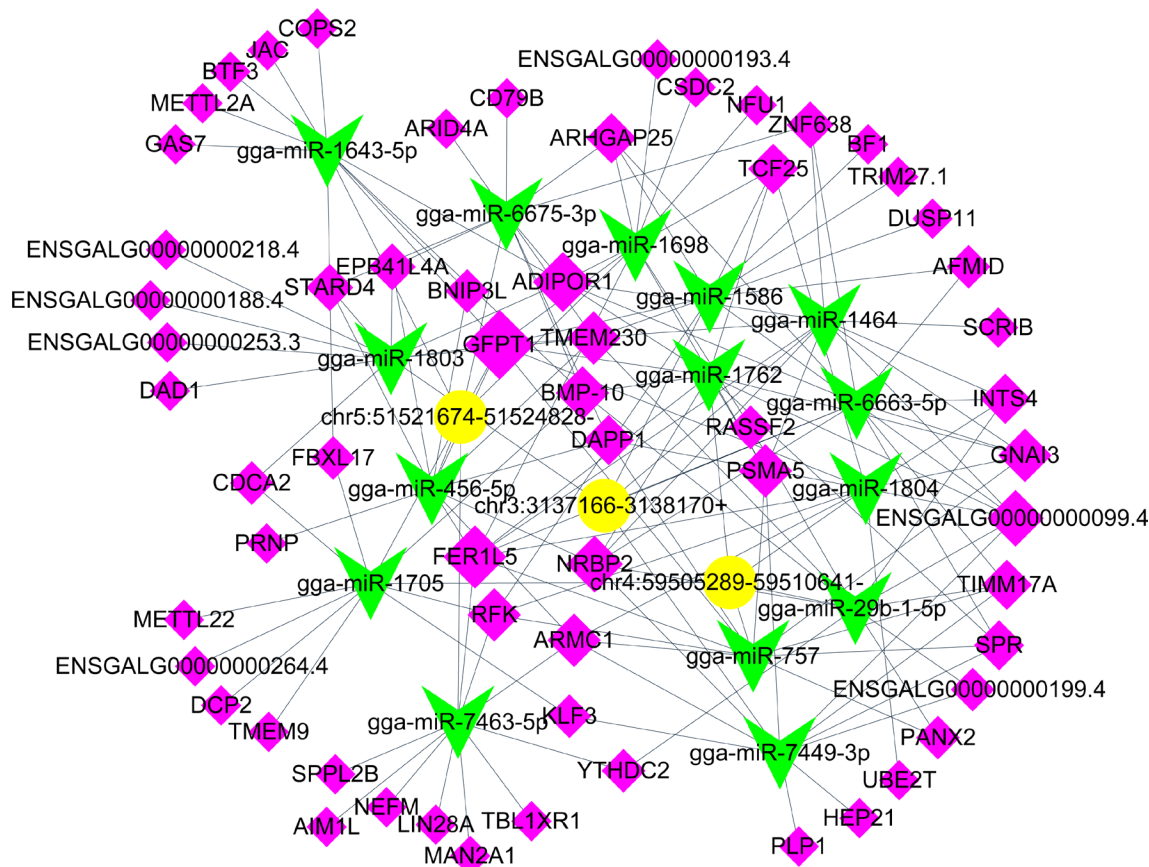 COPS2
JAC
BTF3
METTL2A
GAS7
gga-miR-1643-5p
ENSGALG00000000193.4
CSDC2
CD79B
NFU1
ARID4A
ARHGAP25
ZNF638
BF1
TCF25
TRIM27.1
gga-miR-6675-3p
DUSP11
gga-miR-1698
ENSGALG00000000218.4
EPB41L4A
AFMID
STARD4
BNIP3L
ADIPOR1
gga-miR-1586
ENSGALG00000000188.4
gga-miR-1464
SCRIB
ENSGALG00000000253.3
gga-miR-1803
GFPT1
TMEM230
gga-miR-1762
DAD1
BMP-10
gga-miR-6663-5p
INTS4
chr5:51521674-51524828-
RASSF2
DAPP1
GNAI3
FBXL17
PSMA5
CDCA2
gga-miR-456-5p
gga-miR-1804
chr3:3137166-3138170+
ENSGALG00000000099.4
PRNP
FER1L5
NRBP2
gga-miR-1705
chr4:59505289-59510641-
TIMM17A
gga-miR-29b-1-5p
METTL22
RFK
ARMC1
SPR
gga-miR-757
ENSGALG00000000264.4
ENSGALG00000000199.4
DCP2
gga-miR-7463-5p
KLF3
TMEM9
PANX2
gga-miR-7449-3p
SPPL2B
YTHDC2
UBE2T
NEFM
HEP21
AIM1L
LIN28A
TBL1XR1
PLP1
MAN2A1